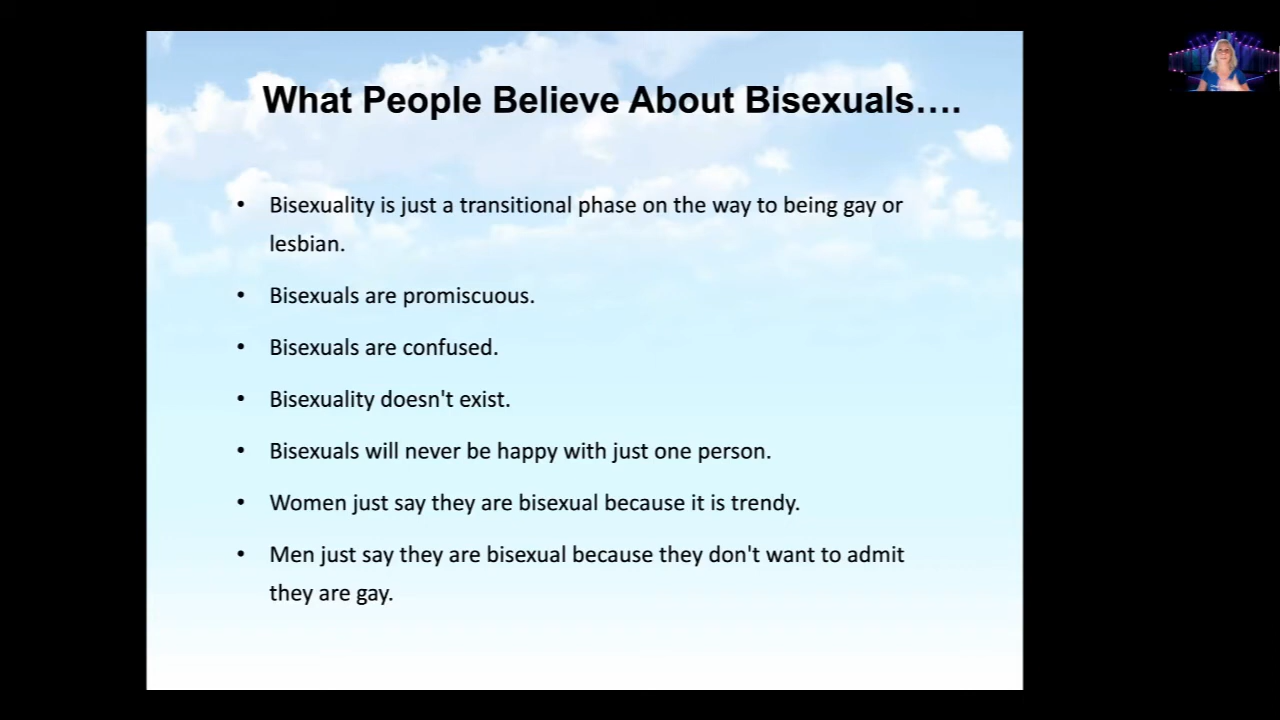 What People Believe About Bisexuals….
• Bisexuality is just a transitional phase on the way to being gay or
lesbian.
• Bisexuals are promiscuous.
• Bisexuals are confused.
• Bisexuality doesn't exist.
• Bisexuals will never be happy with just one person.
• Women just say they are bisexual because it is trendy.
• Men just say they are bisexual because they don't want to admit
they are gay.